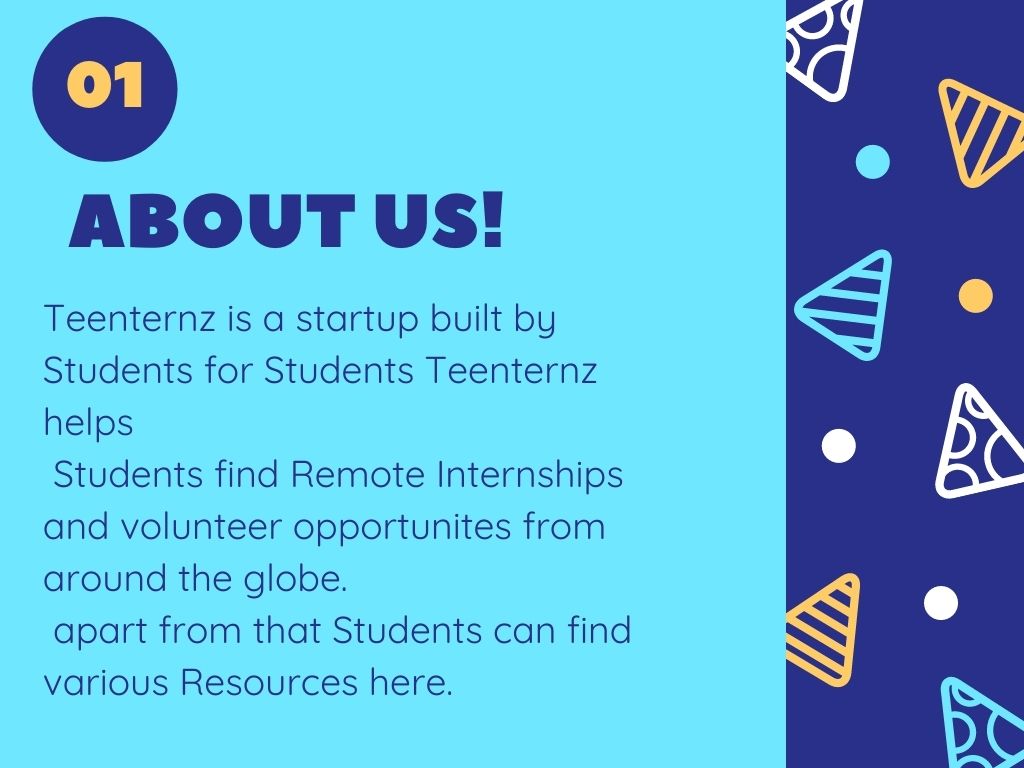 01
ABOUT US!
Teenternz is a startup built by
Students for Students Teenternz
helps
Students find Remote Internships
and volunteer opportunites from
around the globe.
apart from that Students can find
various Resources here.